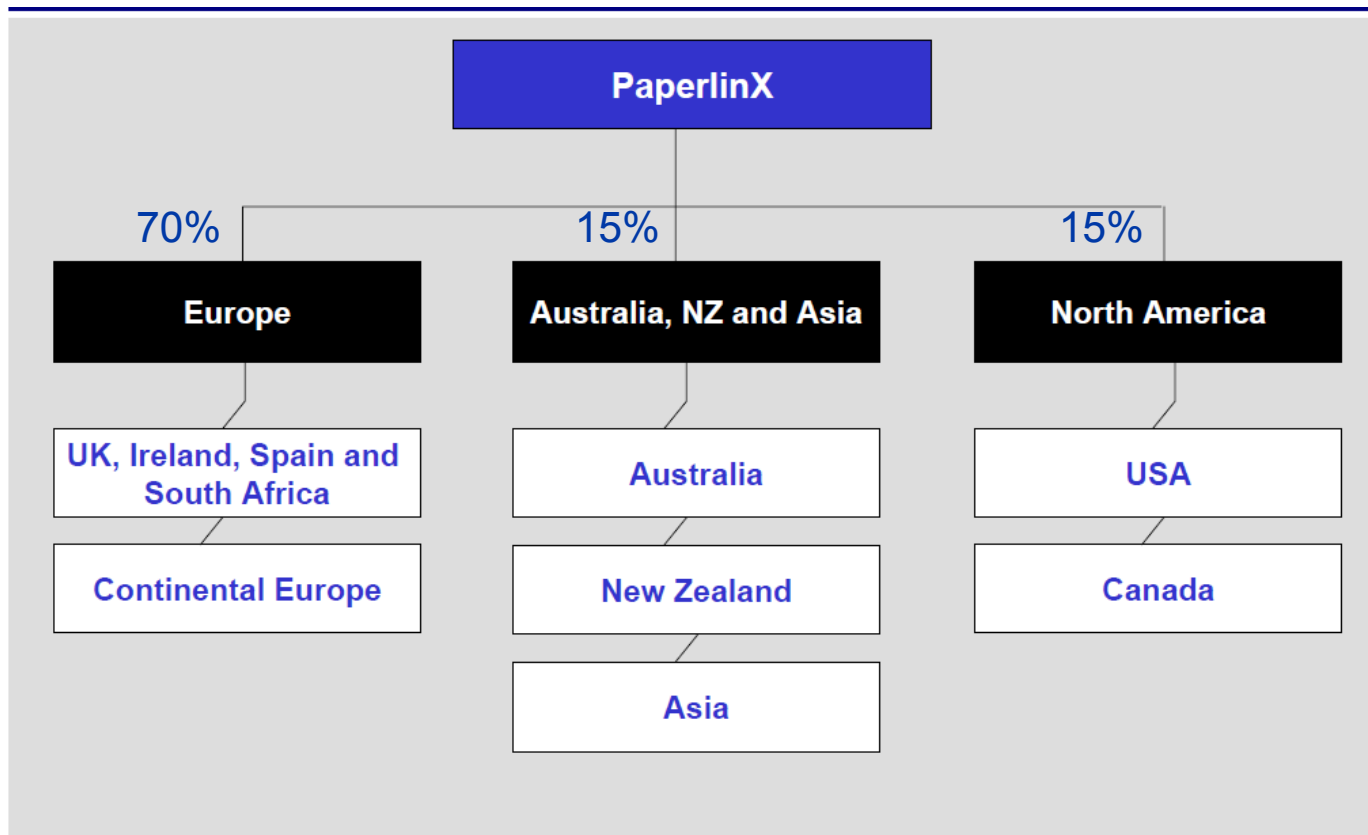 PaperlinX
70%
15%
15%
Europe
Australia, NZ and Asia
North America
UK, Ireland, Spain and
South Africa
Australia
USA
Continental Europe
New Zealand
Canada
Asia